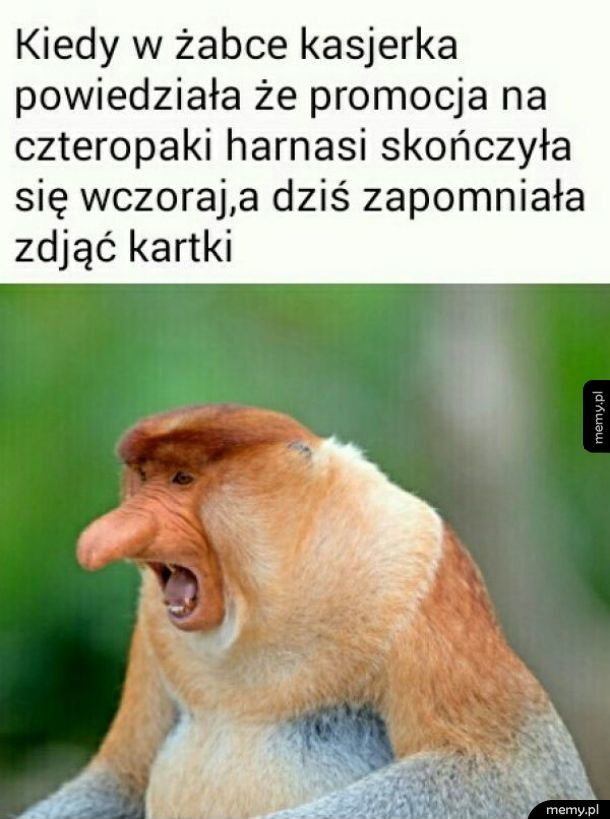 Kiedy w żabce kasjerka
powiedziała że promocja na
czteropaki harnasi skończyła
się wczoraj,a dziś zapomniała
zdjąć kartki
memy.pl
memy.pl